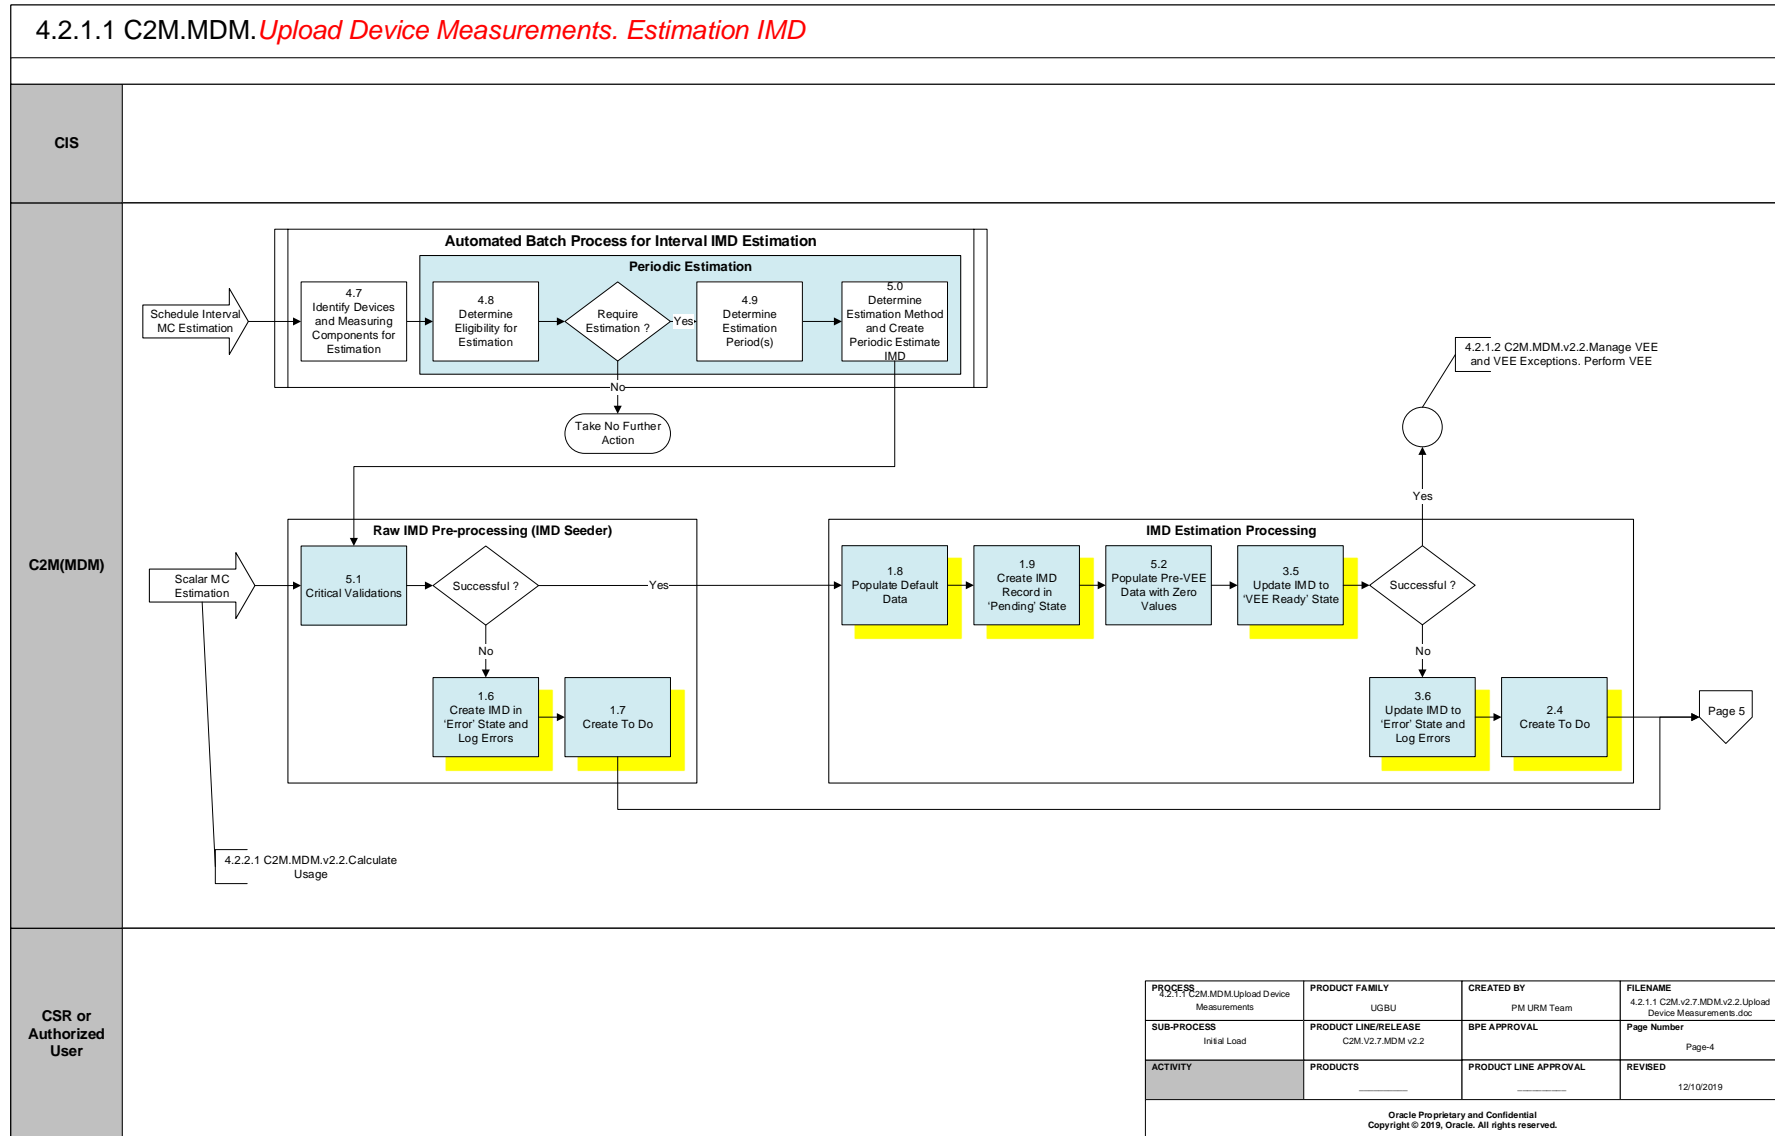 4.2.1.1 C2M.MDM.Upload Device Measurements. Estimation IMD
CIS
C2M(MDM)
CSR or
Authorized
User
Automated Batch Process for Interval IMD Estimation
Periodic Estimation
Schedule Interval
MC Estimation
4.7
Identify Devices
and Measuring
Components for
Estimation
4.8
Determine
Eligibility for
Estimation
Require
Estimation ?
Yes
4.9
Determine
Estimation
Period(s)
5.0
Determine
Estimation Method
and Create
Periodic Estimate
IMD
No
Take No Further
Action
4.2.1.2 C2M.MDM.v2.2.Manage VEE
and VEE Exceptions. Perform VEE
Yes
Raw IMD Pre-processing (IMD Seeder)
Scalar MC
Estimation
5.1
Critical Validations
Successful ?
Yes
No
1.6
Create IMD in
‘Error’ State and
Log Errors
1.7
Create To Do
IMD Estimation Processing
1.8
Populate Default
Data
1.9
Create IMD
Record in
‘Pending’ State
5.2
Populate Pre-VEE
Data with Zero
Values
3.5
Update IMD to
‘VEE Ready’ State
Successful ?
No
3.6
Update IMD to
‘Error’ State and
Log Errors
2.4
Create To Do
Page 5
4.2.2.1 C2M.MDM.v2.2.Calculate
Usage
PROCESS
4.2.1.1 C2M.MDM.Upload Device
Measurements
PRODUCT FAMILY
UGBU
CREATED BY
PM URM Team
FILENAME
4.2.1.1 C2M.v2.7.MDM.v2.2.Upload
Device Measurements.doc
SUB-PROCESS
Initial Load
PRODUCT LINE/RELEASE
C2M.V2.7.MDM v2.2
BPE APPROVAL
Page Number
Page-4
ACTIVITY
PRODUCTS
PRODUCT LINE APPROVAL
REVISED
12/10/2019
Oracle Proprietary and Confidential
Copyright © 2019, Oracle. All rights reserved.